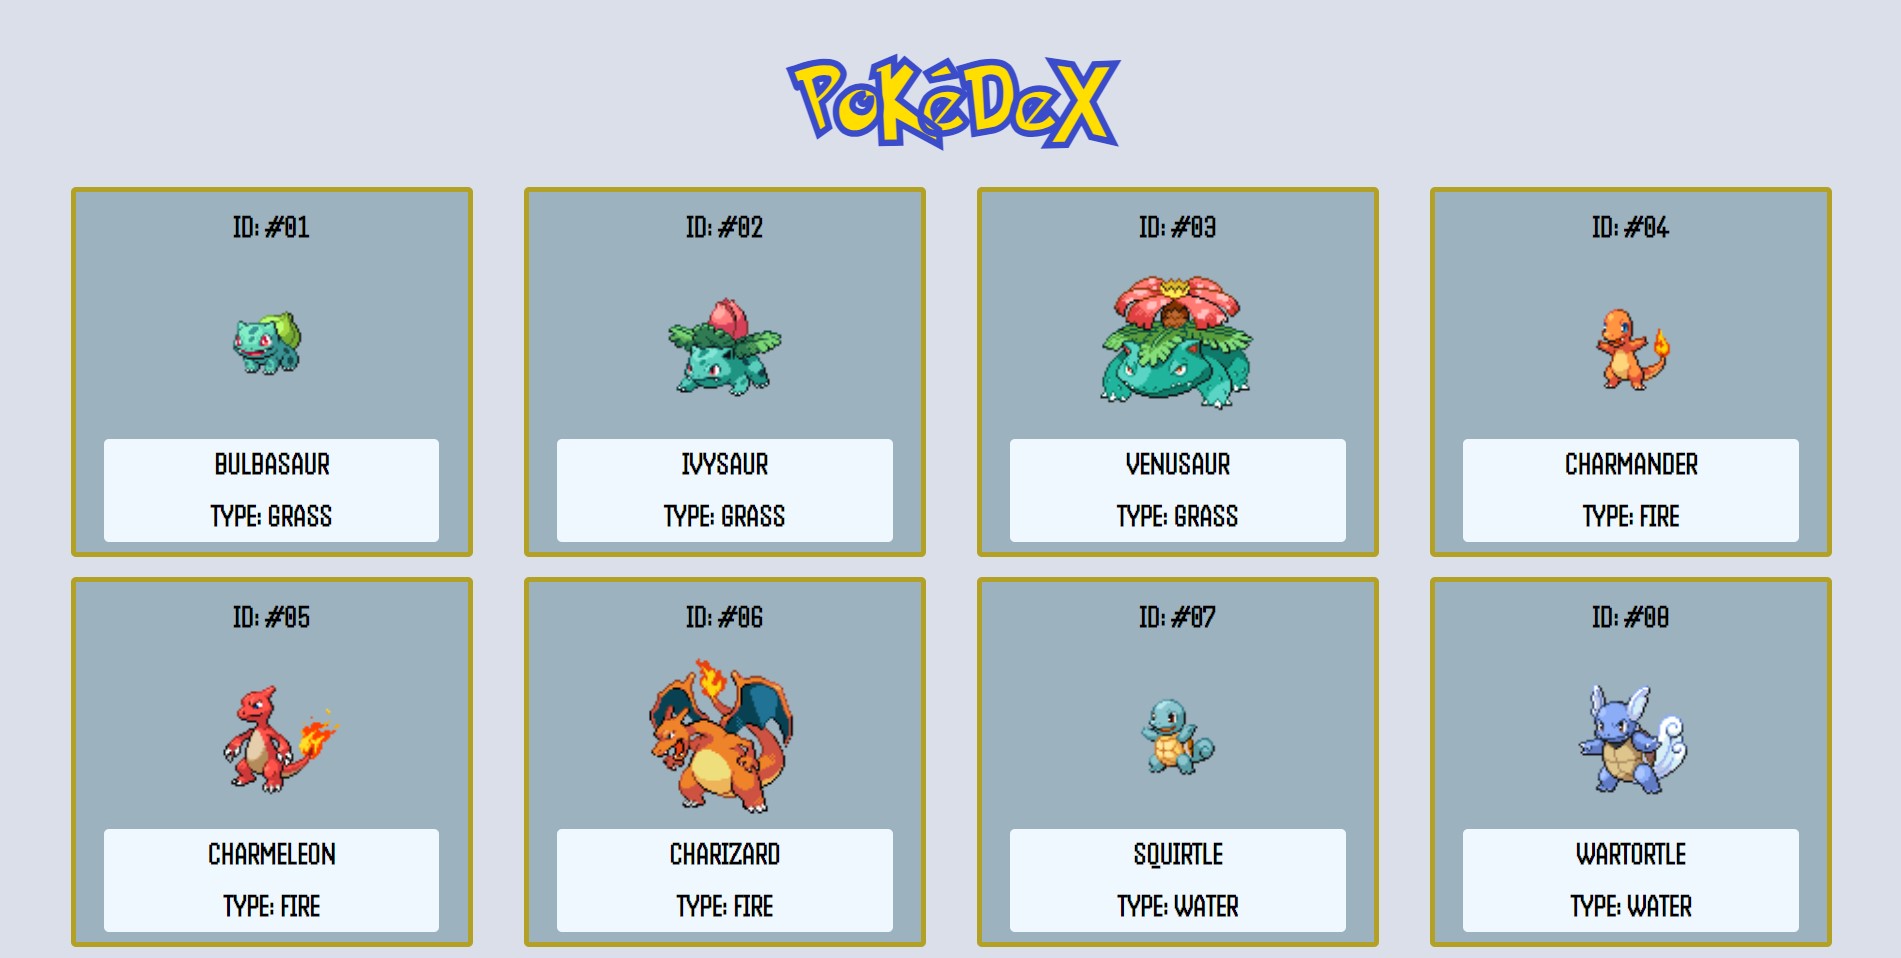 PoKéDeX
ID: #01
BULBASAUR
TYPE: GRASS
ID: #02
IVYSAUR
TYPE: GRASS
ID: #03
VENUSAUR
TYPE: GRASS
ID: #04
CHARMANDER
TYPE: FIRE
ID: #05
CHARMELEON
TYPE: FIRE
ID: #06
CHARIZARD
TYPE: FIRE
ID: #07
SQUIRTLE
TYPE: WATER
ID: #08
WARTORTLE
TYPE: WATER